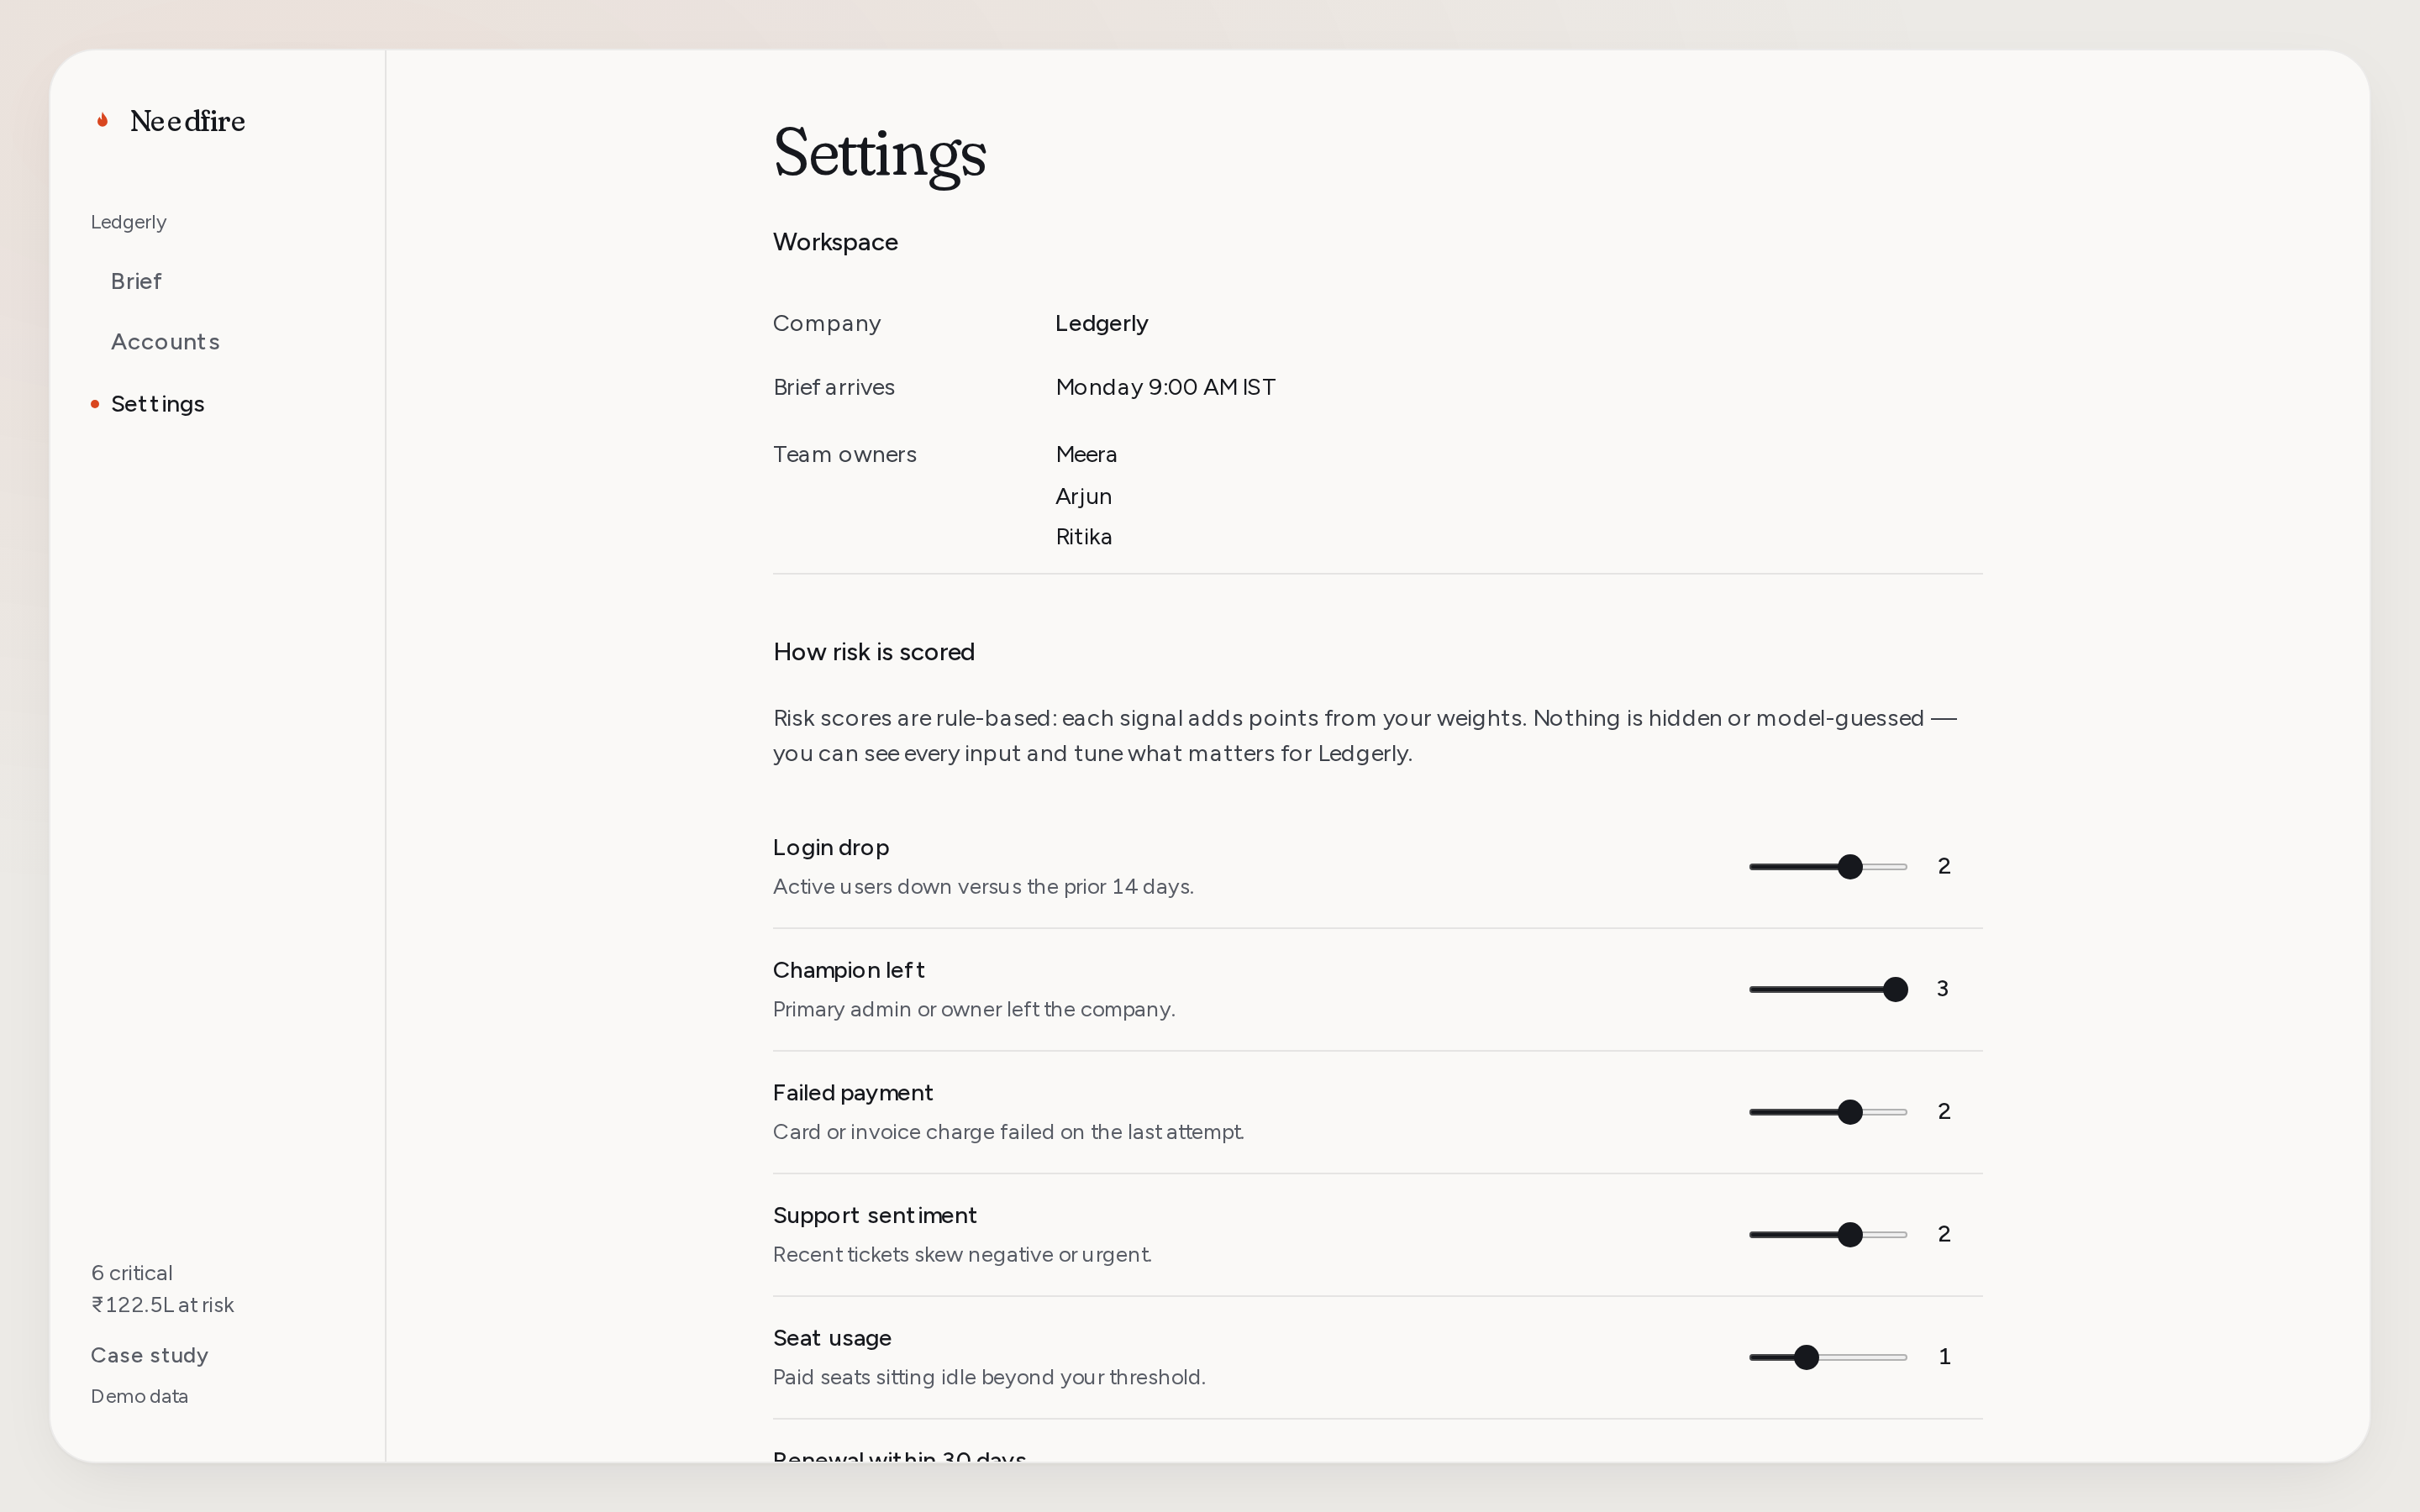 Needfire
Ledgerly
Brief
Accounts
Settings
6 critical
₹122.5L at risk
Case study
Demo data
Settings
Workspace
Company
Ledgerly
Brief arrives
Monday 9:00 AM IST
Team owners
Meera
Arjun
Ritika
How risk is scored
Risk scores are rule-based: each signal adds points from your weights. Nothing is hidden or model-guessed —
you can see every input and tune what matters for Ledgerly.
Login drop
Active users down versus the prior 14 days.
2
Champion left
Primary admin or owner left the company.
3
Failed payment
Card or invoice charge failed on the last attempt.
2
Support sentiment
Recent tickets skew negative or urgent.
2
Seat usage
Paid seats sitting idle beyond your threshold.
1
Renewal within 30 days